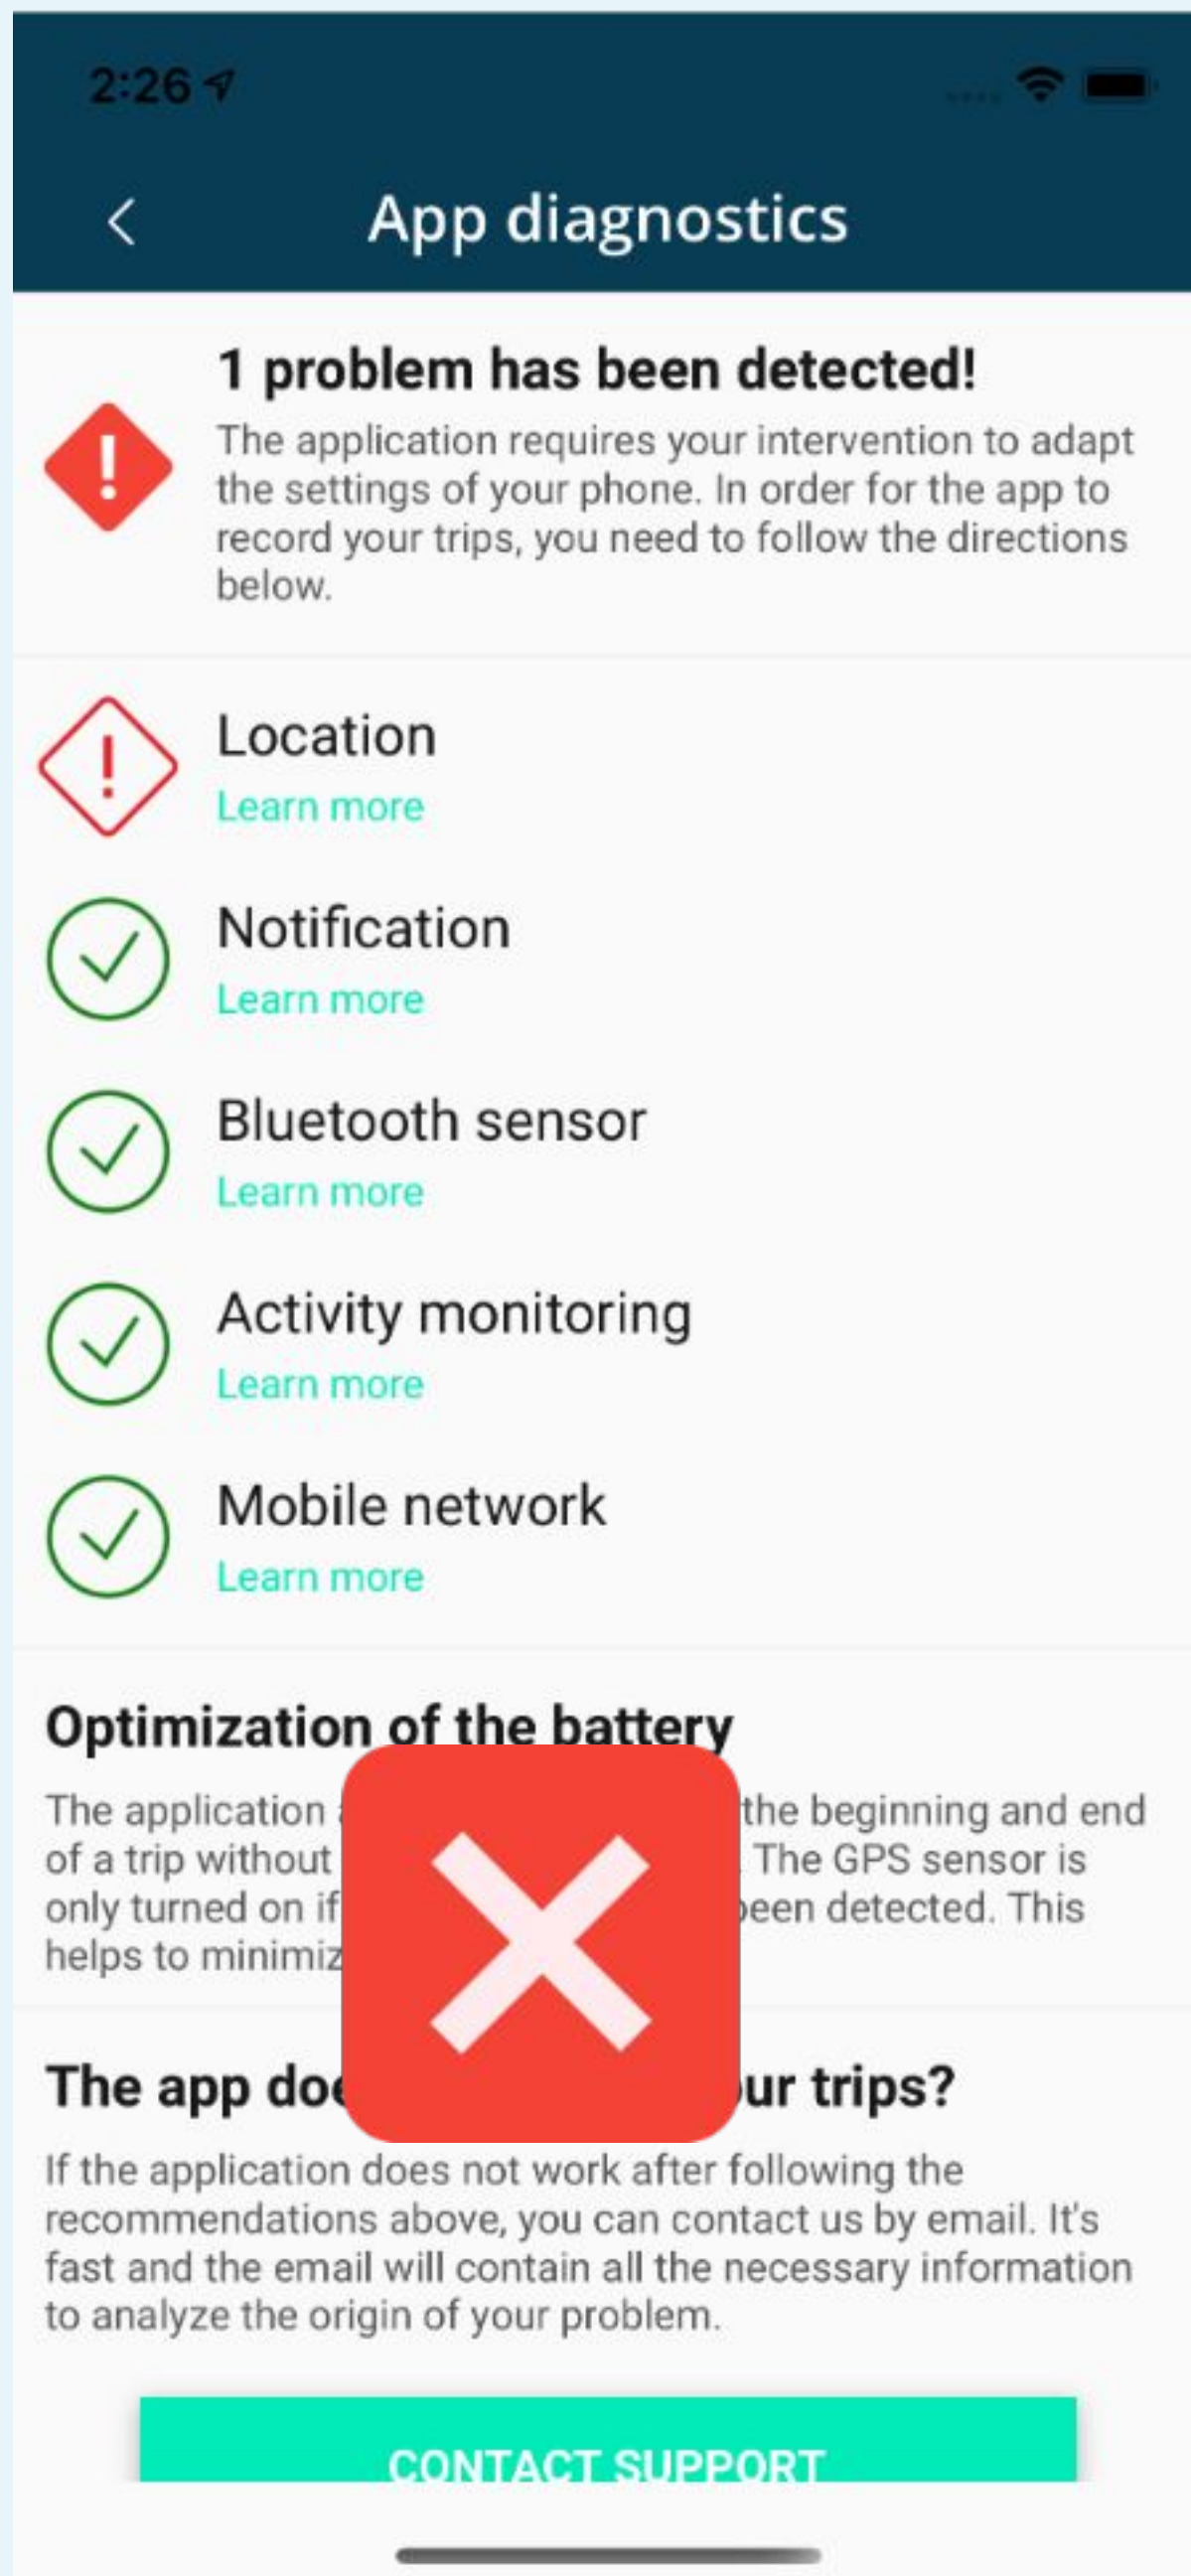 2:26
App diagnostics
1 problem has been detected!
The application requires your intervention to adapt
the settings of your phone. In order for the app to
record your trips, you need to follow the directions
below.
Location
Learn more
Notification
Learn more
Bluetooth sensor
Learn more
Activity monitoring
Learn more
Mobile network
Learn more
Optimization of the battery
The application the beginning and end
of a trip without The GPS sensor is
only turned on if been detected. This
helps to
The app trips?
If the application does not work after following the
recommendations above, you can contact us by email. It's
fast and the email will contain all the necessary information
to analyze the origin of your problem.
CONTACT SUPPORT